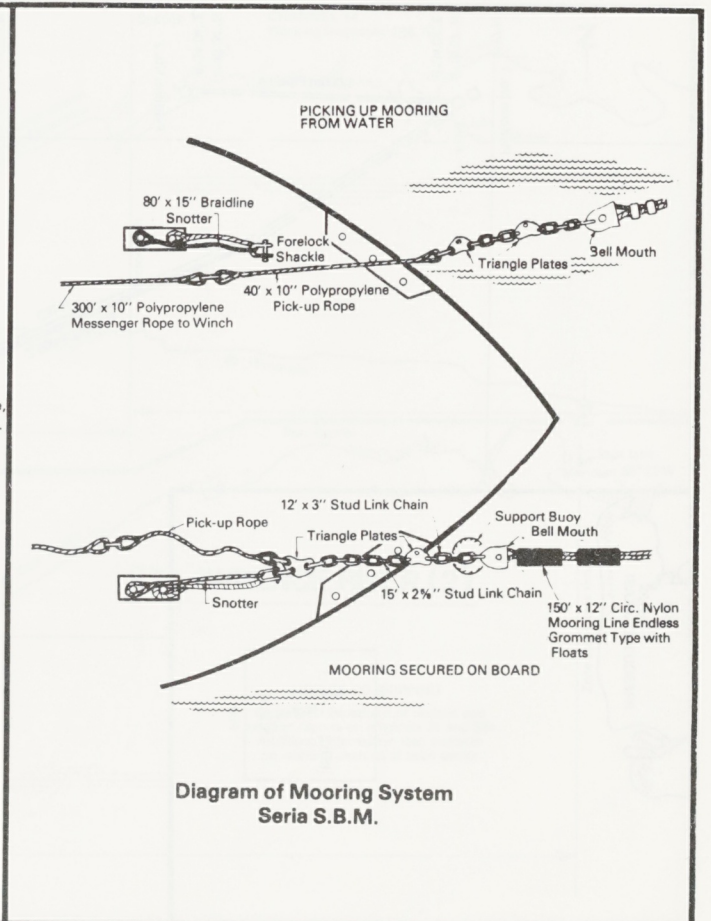 PICKING UP MOORING
FROM WATER
80' x 15'' Braidline
Snotter
Forelock
Shackle
Triangle Plates
Bell Mouth
40' x 10'' Polypropylene
Pick-up Rope
300' x 10'' Polypropylene
Messenger Rope to Winch
12' x 3'' Stud Link Chain
Support Buoy
Bell Mouth
Pick-up Rope
Triangle Plates
Snotter
15' x 2⅝'' Stud Link Chain
150' x 12'' Circ. Nylon
Mooring Line Endless
Grommet Type with
Floats
MOORING SECURED ON BOARD
Diagram of Mooring System
Seria S.B.M.